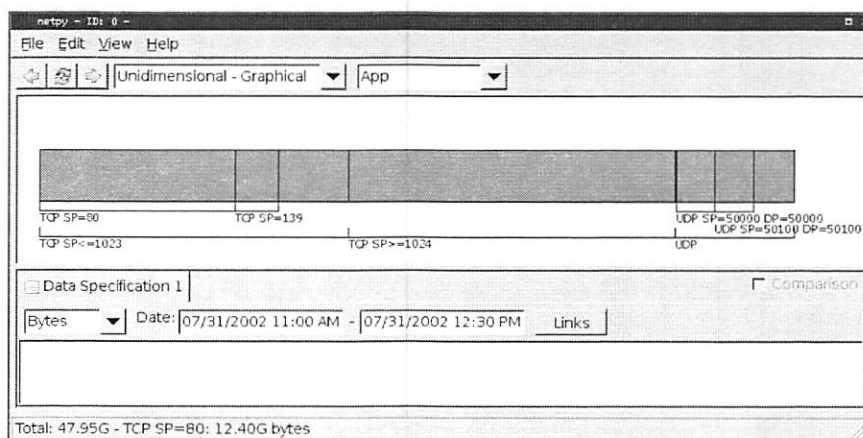 netpy - ID: 0 -
File Edit View Help
Unidimensional - Graphical App
TCP SP=80 TCP SP=139 UDP SP=50000 DP=50000
UDP SP=50100 DP=50100
TCP SP<=1023 TCP SP>=1024 UDP
Data Specification 1 Comparison
Bytes Date: 07/31/2002 11:00 AM - 07/31/2002 12:30 PM Links
Total: 47.95G - TCP SP=80: 12.40G bytes